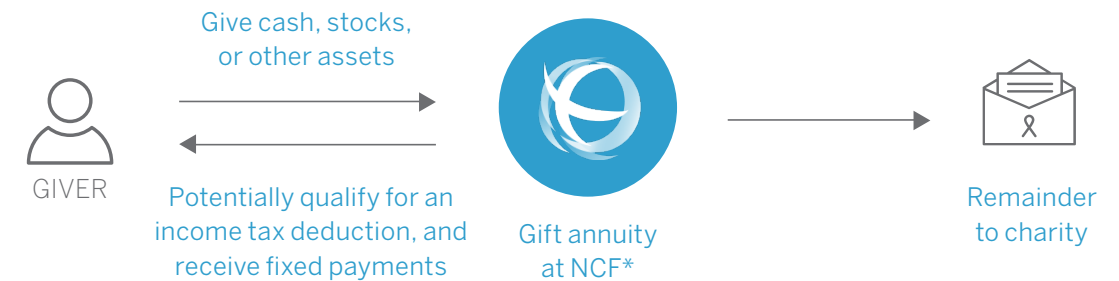 Give cash, stocks,
or other assets
GIVER
Potentially qualify for an
income tax deduction, and
receive fixed payments
Gift annuity
at NCF*
Remainder
to charity